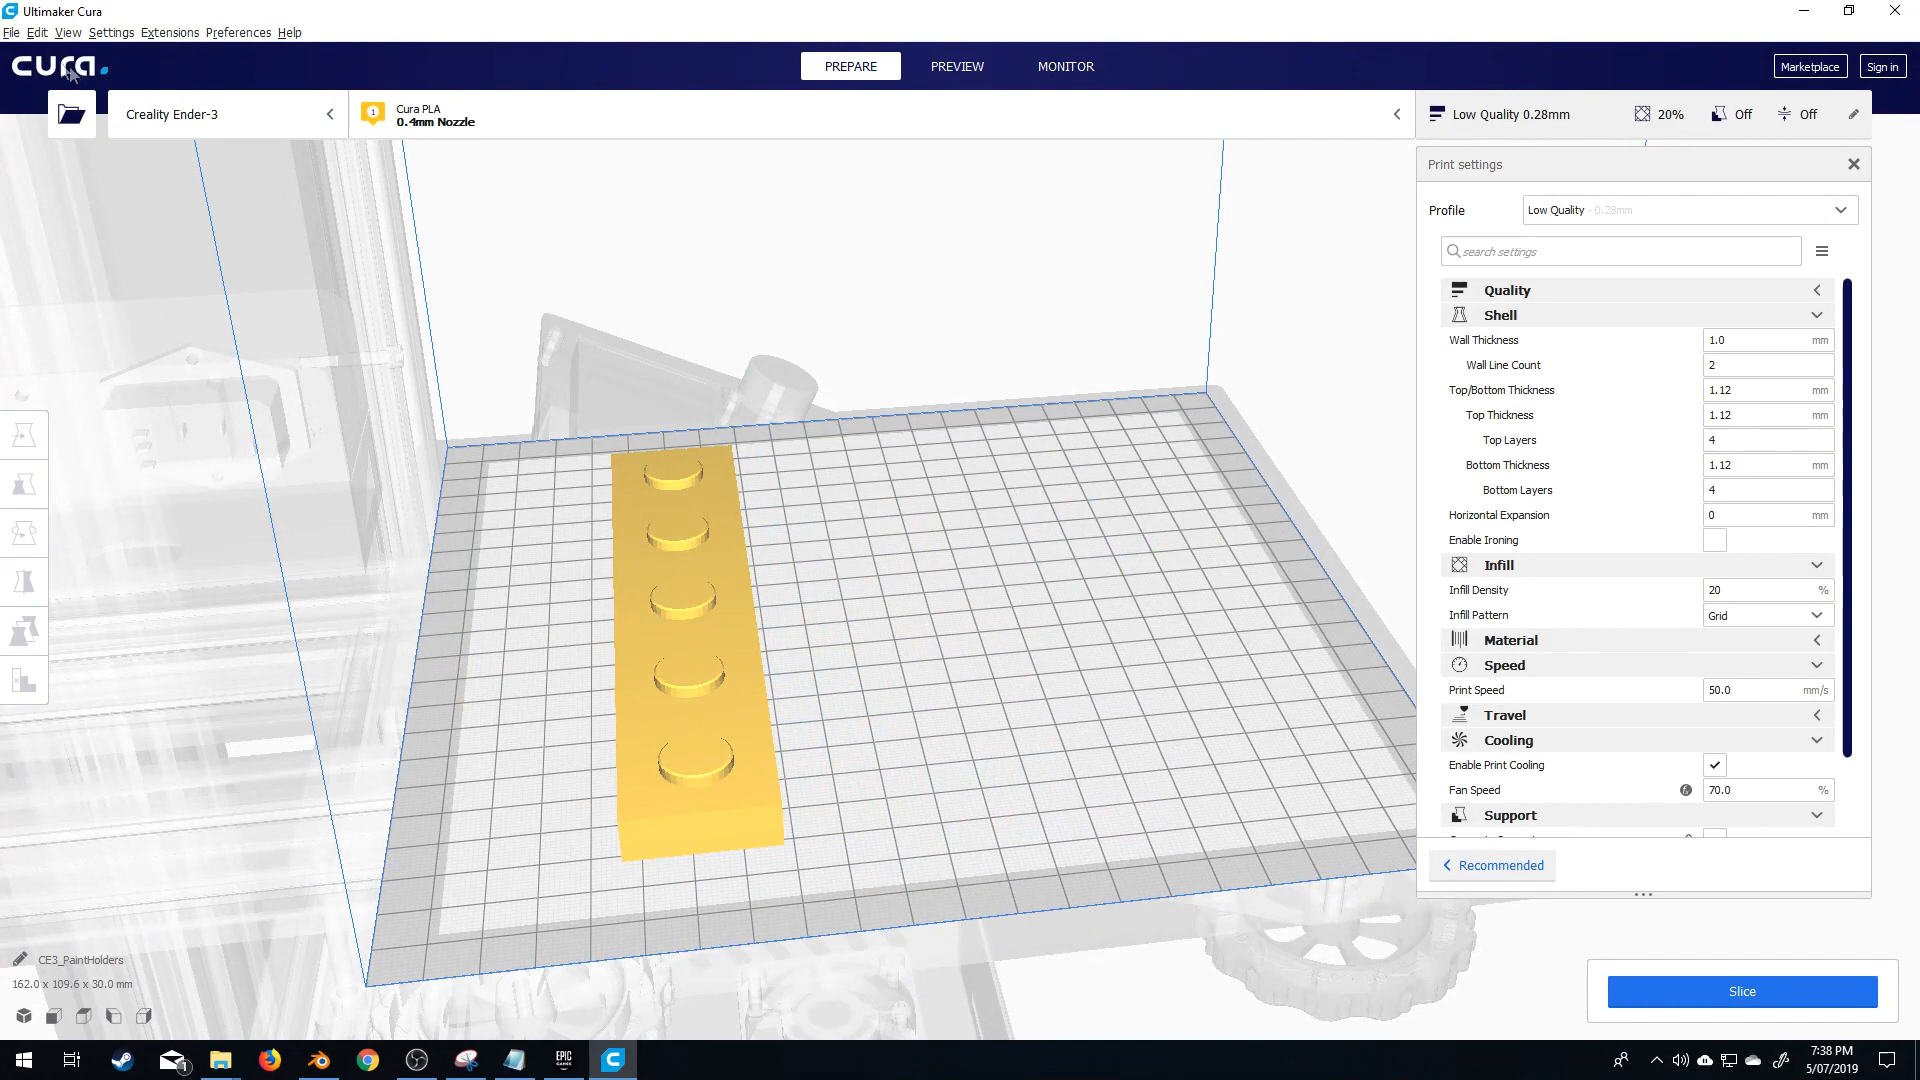 Ultimaker Cura
File Edit View Settings Extensions Preferences Help
cura.
PREPARE PREVIEW MONITOR
Marketplace Sign in
Creality Ender-3
1 Cura PLA
0.4mm Nozzle
Low Quality 0.28mm 20% Off Off
Print settings
Profile Low Quality - 0.28mm
search settings
Quality
Shell
Wall Thickness 1.0 mm
Wall Line Count 2
Top/Bottom Thickness 1.12 mm
Top Thickness 1.12 mm
Top Layers 4
Bottom Thickness 1.12 mm
Bottom Layers 4
Horizontal Expansion 0 mm
Enable Ironing
Infill
Infill Density 20 %
Infill Pattern Grid
Material
Speed
Print Speed 50.0 mm/s
Travel
Cooling
Enable Print Cooling
Fan Speed 70.0 %
Support
Recommended
CE3_PaintHolders
162.0 x 109.6 x 30.0 mm
Slice
1
EPIC
GAMES
7:38 PM
5/07/2019